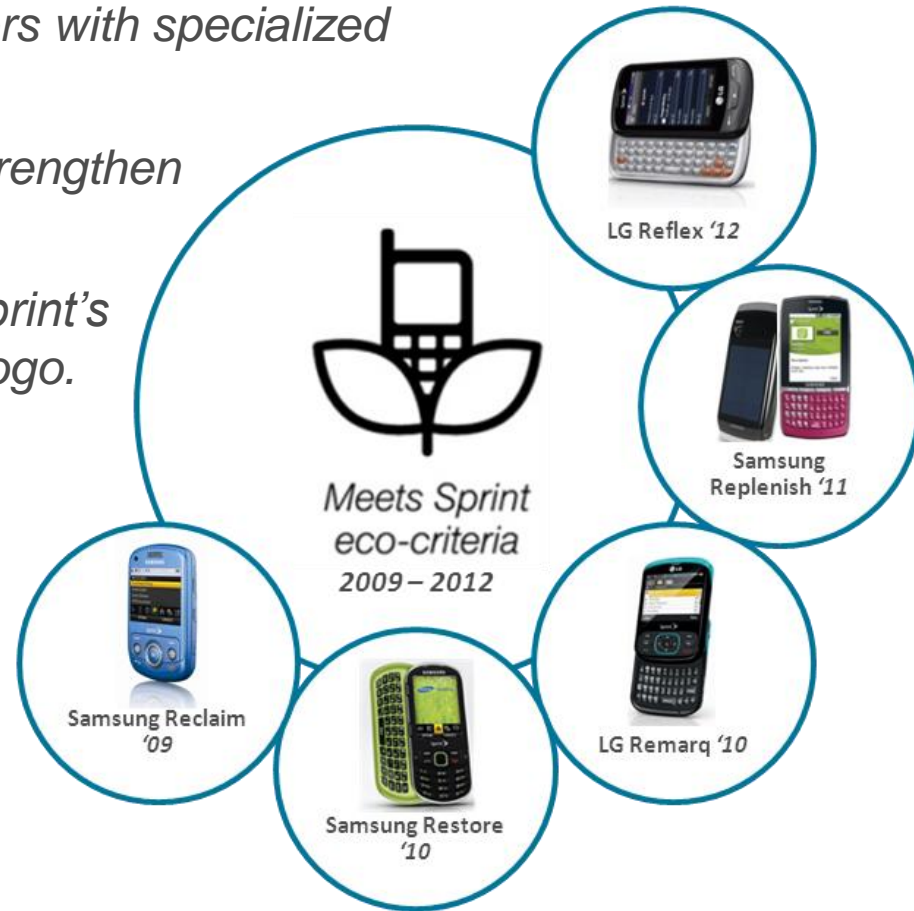 rs with specialized
rengthen
print's
ogo.
Meets Sprint
eco-criteria
2009 – 2012
LG Reflex '12
Samsung
Replenish '11
LG Remarq '10
Samsung Restore
'10
Samsung Reclaim
'09